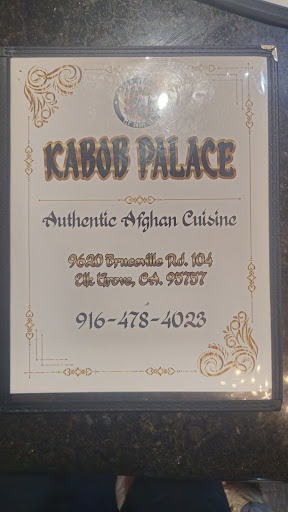 KABOB PALACE
Authentic Afghan Cuisine
9620 Bruceville Rd. 104
Elk Grove, CA. 95757
916-478-4023